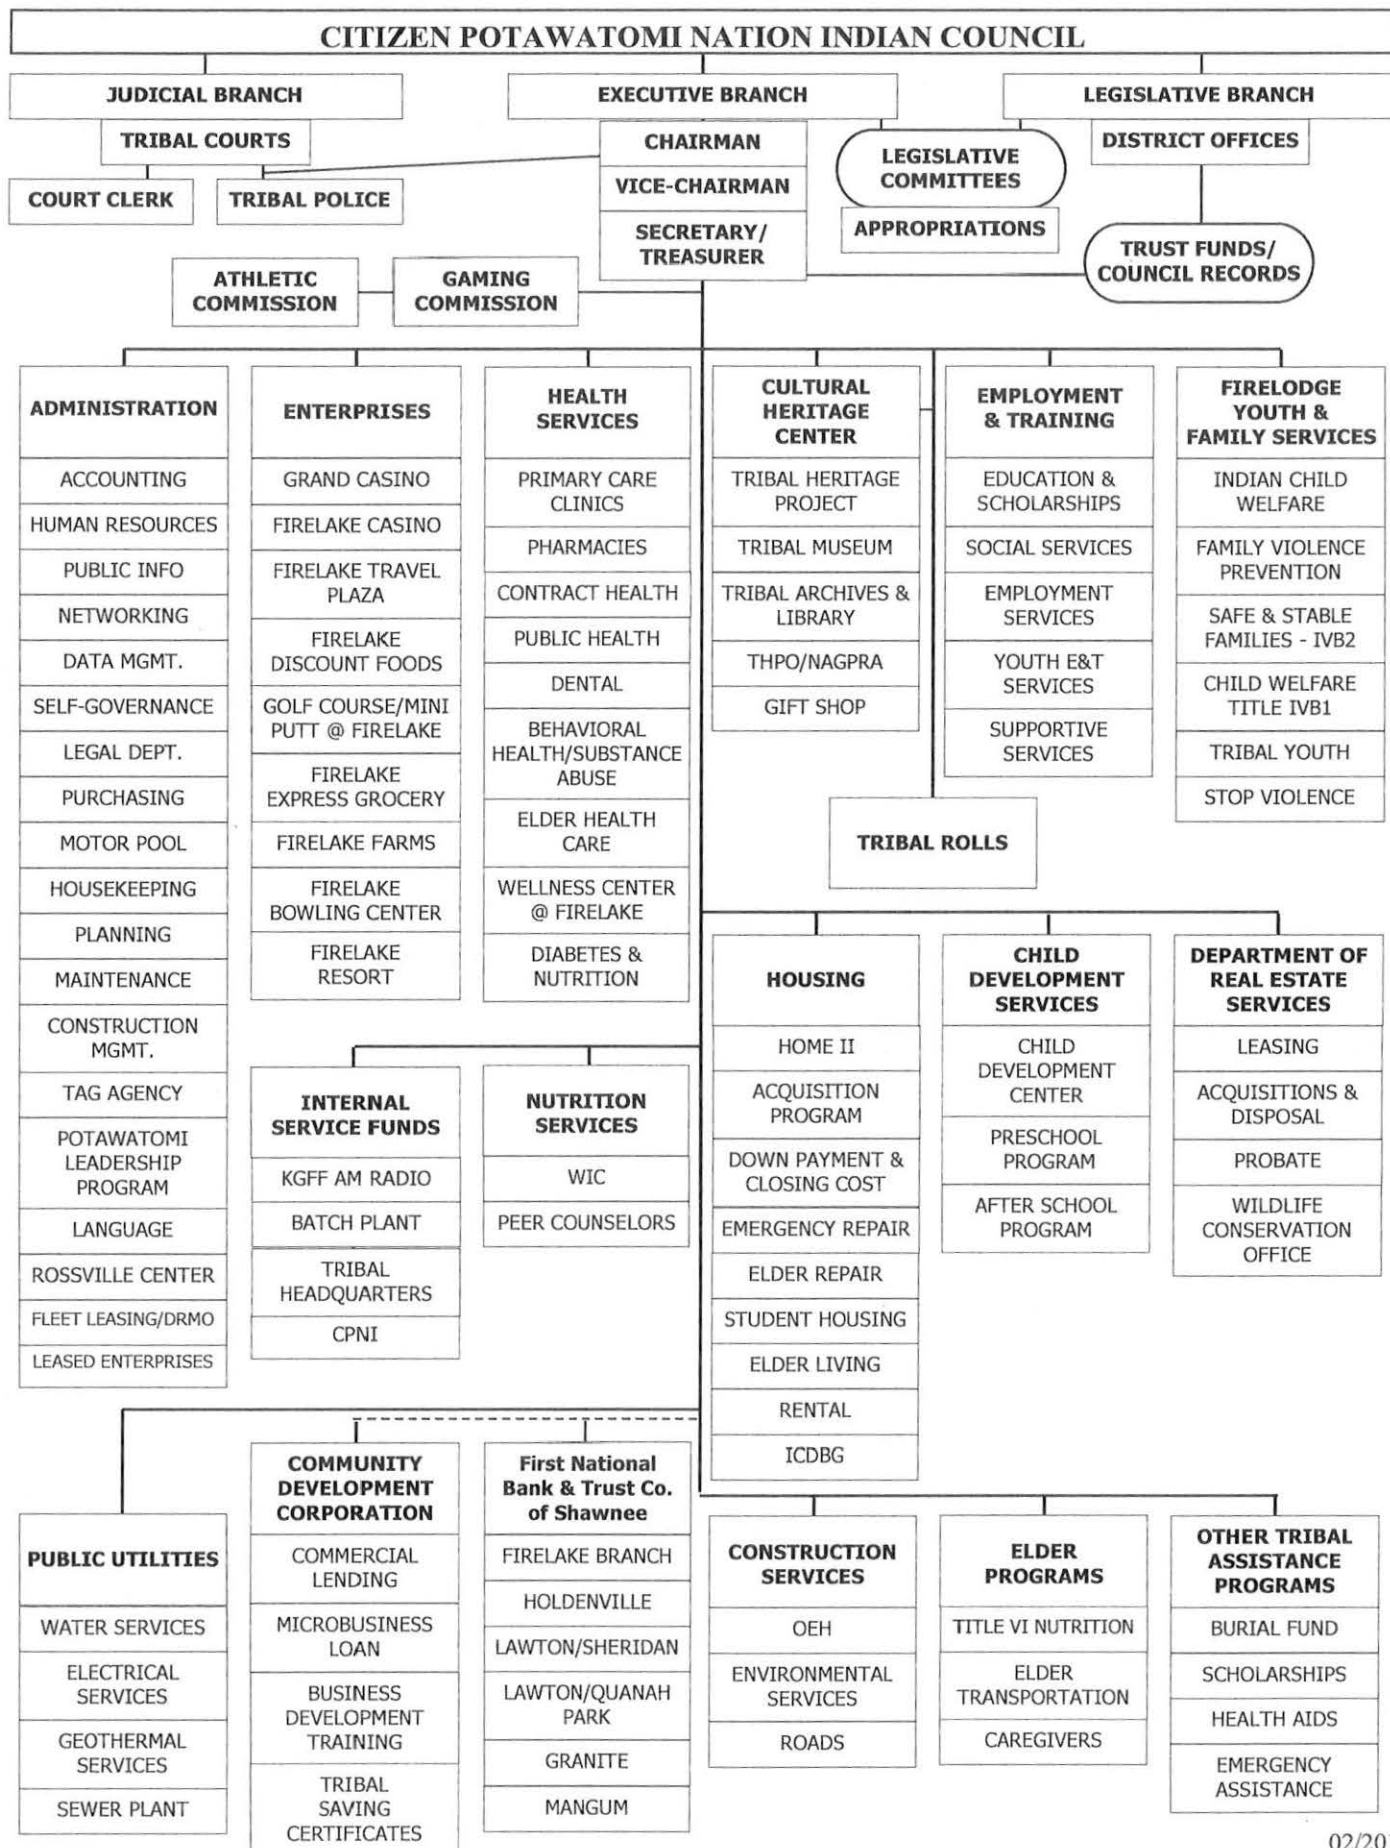 CITIZEN POTAWATOMI NATION INDIAN COUNCIL
JUDICIAL BRANCH
EXECUTIVE BRANCH
LEGISLATIVE BRANCH
TRIBAL COURTS
COURT CLERK
TRIBAL POLICE
CHAIRMAN
VICE-CHAIRMAN
SECRETARY/
TREASURER
LEGISLATIVE
COMMITTEES
APPROPRIATIONS
DISTRICT OFFICES
TRUST FUNDS/
COUNCIL RECORDS
ATHLETIC
COMMISSION
GAMING
COMMISSION
ADMINISTRATION
ACCOUNTING
HUMAN RESOURCES
PUBLIC INFO
NETWORKING
DATA MGMT.
SELF-GOVERNANCE
LEGAL DEPT.
PURCHASING
MOTOR POOL
HOUSEKEEPING
PLANNING
MAINTENANCE
CONSTRUCTION
MGMT.
TAG AGENCY
POTAWATOMI
LEADERSHIP
PROGRAM
LANGUAGE
ROSSVILLE CENTER
FLEET LEASING/DRMO
LEASED ENTERPRISES
ENTERPRISES
GRAND CASINO
FIRELAKE CASINO
FIRELAKE TRAVEL
PLAZA
FIRELAKE
DISCOUNT FOODS
GOLF COURSE/MINI
PUTT @ FIRELAKE
FIRELAKE
EXPRESS GROCERY
FIRELAKE FARMS
FIRELAKE
BOWLING CENTER
FIRELAKE
RESORT
HEALTH
SERVICES
PRIMARY CARE
CLINICS
PHARMACIES
CONTRACT HEALTH
PUBLIC HEALTH
DENTAL
BEHAVIORAL
HEALTH/SUBSTANCE
ABUSE
ELDER HEALTH
CARE
WELLNESS CENTER
@ FIRELAKE
DIABETES &
NUTRITION
CULTURAL
HERITAGE
CENTER
TRIBAL HERITAGE
PROJECT
TRIBAL MUSEUM
TRIBAL ARCHIVES &
LIBRARY
THPO/NAGPRA
GIFT SHOP
EMPLOYMENT
& TRAINING
EDUCATION &
SCHOLARSHIPS
SOCIAL SERVICES
EMPLOYMENT
SERVICES
YOUTH E&T
SERVICES
SUPPORTIVE
SERVICES
FIRELODGE
YOUTH &
FAMILY SERVICES
INDIAN CHILD
WELFARE
FAMILY VIOLENCE
PREVENTION
SAFE & STABLE
FAMILIES - IVB2
CHILD WELFARE
TITLE IVB1
TRIBAL YOUTH
STOP VIOLENCE
TRIBAL ROLLS
INTERNAL
SERVICE FUNDS
KGFF AM RADIO
BATCH PLANT
TRIBAL
HEADQUARTERS
CPNI
NUTRITION
SERVICES
WIC
PEER COUNSELORS
HOUSING
HOME II
ACQUISITION
PROGRAM
DOWN PAYMENT &
CLOSING COST
EMERGENCY REPAIR
ELDER REPAIR
STUDENT HOUSING
ELDER LIVING
RENTAL
ICDBG
CHILD
DEVELOPMENT
SERVICES
CHILD
DEVELOPMENT
CENTER
PRESCHOOL
PROGRAM
AFTER SCHOOL
PROGRAM
DEPARTMENT OF
REAL ESTATE
SERVICES
LEASING
ACQUISITIONS &
DISPOSAL
PROBATE
WILDLIFE
CONSERVATION
OFFICE
PUBLIC UTILITIES
WATER SERVICES
ELECTRICAL
SERVICES
GEOTHERMAL
SERVICES
SEWER PLANT
COMMUNITY
DEVELOPMENT
CORPORATION
COMMERCIAL
LENDING
MICROBUSINESS
LOAN
BUSINESS
DEVELOPMENT
TRAINING
TRIBAL
SAVING
CERTIFICATES
First National
Bank & Trust Co.
of Shawnee
FIRELAKE BRANCH
HOLDENVILLE
LAWTON/SHERIDAN
LAWTON/QUANAH
PARK
GRANITE
MANGUM
CONSTRUCTION
SERVICES
OEH
ENVIRONMENTAL
SERVICES
ROADS
ELDER
PROGRAMS
TITLE VI NUTRITION
ELDER
TRANSPORTATION
CAREGIVERS
OTHER TRIBAL
ASSISTANCE
PROGRAMS
BURIAL FUND
SCHOLARSHIPS
HEALTH AIDS
EMERGENCY
ASSISTANCE
02/20